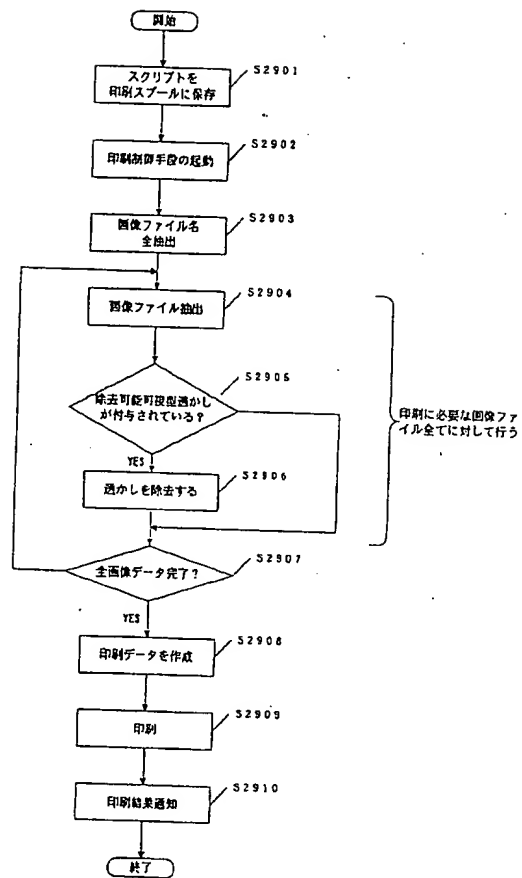 開始
スクリプトを
印刷スプールに保存
S2901
印刷制御手段の起動
S2902
画像ファイル名
全抽出
S2903
画像ファイル抽出
S2904
除去可能可視型透かし
が付与されている?
S2905
YES
透かしを除去する
S2906
印刷に必要な画像ファ
イル全てに対して行う
全画像データ完了?
S2907
YES
印刷データを作成
S2908
印刷
S2909
印刷結果通知
S2910
終了